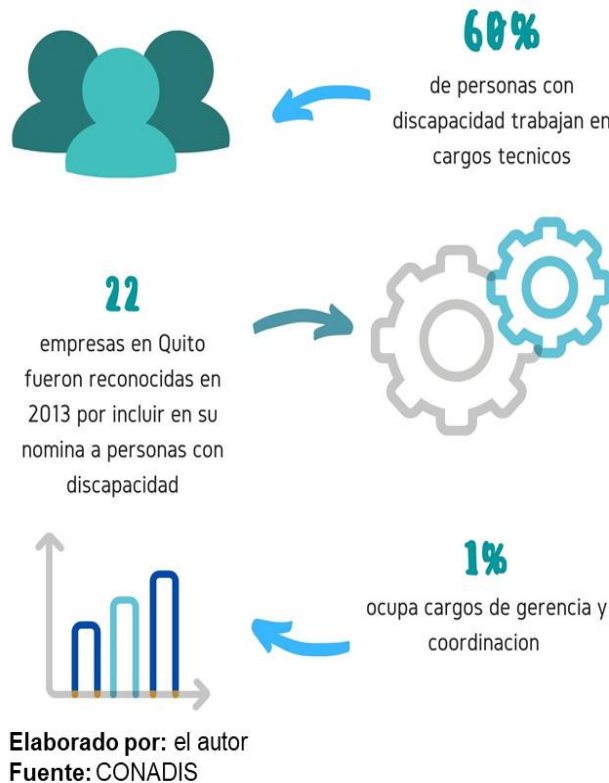 60%
de personas con
discapacidad trabajan en
cargos tecnicos
22
empresas en Quito
fueron reconocidas en
2013 por incluir en su
nomina a personas con
discapacidad
1%
ocupa cargos de gerencia y
coordinacion
Elaborado por: el autor
Fuente: CONADIS